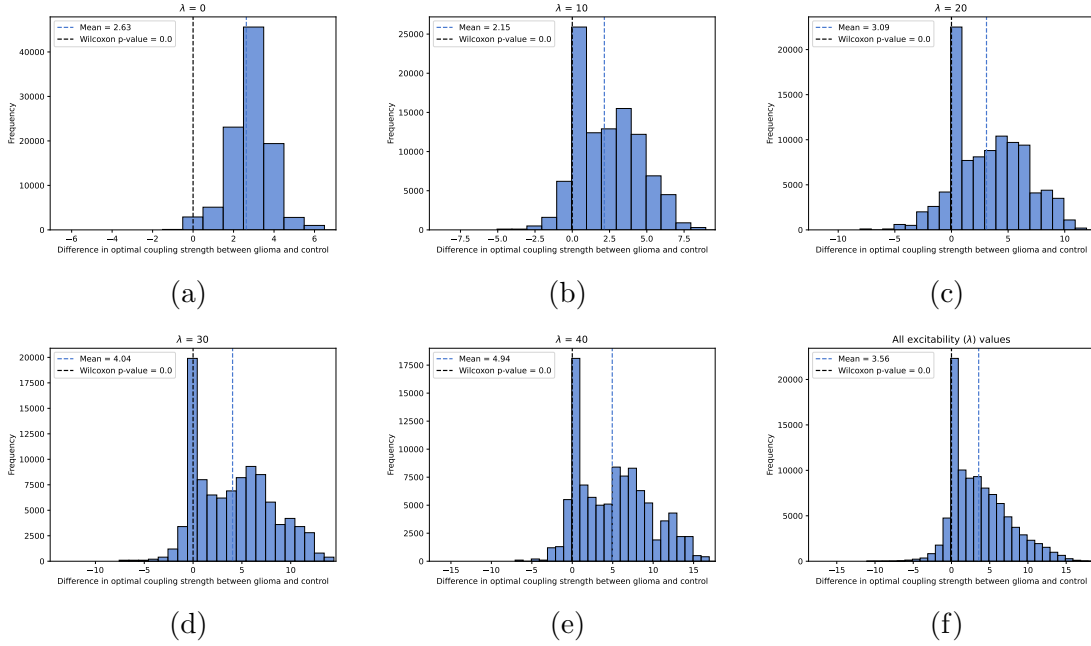 λ = 0
Mean = 2.63
Wilcoxon p-value = 0.0
Frequency
40000
30000
20000
10000
0
−6 −4 −2 0 2 4 6
Difference in optimal coupling strength between glioma and control
(a)
λ = 10
Mean = 2.15
Wilcoxon p-value = 0.0
Frequency
25000
20000
15000
10000
5000
0
−7.5 −5.0 −2.5 0.0 2.5 5.0 7.5
Difference in optimal coupling strength between glioma and control
(b)
λ = 20
Mean = 3.09
Wilcoxon p-value = 0.0
Frequency
20000
15000
10000
5000
0
−10 −5 0 5 10
Difference in optimal coupling strength between glioma and control
(c)
λ = 30
Mean = 4.04
Wilcoxon p-value = 0.0
Frequency
20000
17500
15000
12500
10000
7500
5000
2500
0
−10 −5 0 5 10
Difference in optimal coupling strength between glioma and control
(d)
λ = 40
Mean = 4.94
Wilcoxon p-value = 0.0
Frequency
17500
15000
12500
10000
7500
5000
2500
0
−15 −10 −5 0 5 10 15
Difference in optimal coupling strength between glioma and control
(e)
All excitability (λ) values
Mean = 3.56
Wilcoxon p-value = 0.0
Frequency
20000
15000
10000
5000
0
−15 −10 −5 0 5 10 15
Difference in optimal coupling strength between glioma and control
(f)